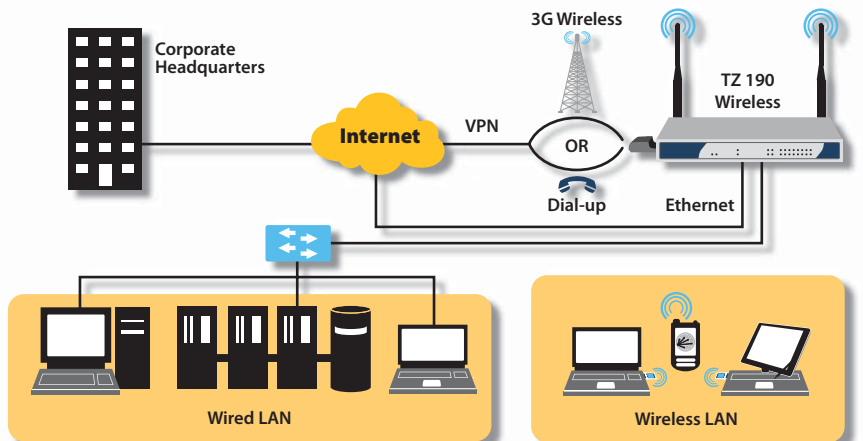 3G Wireless
Corporate
Headquarters
TZ 190
Wireless
Internet
VPN
OR
Dial-up
Ethernet
Wired LAN
Wireless LAN